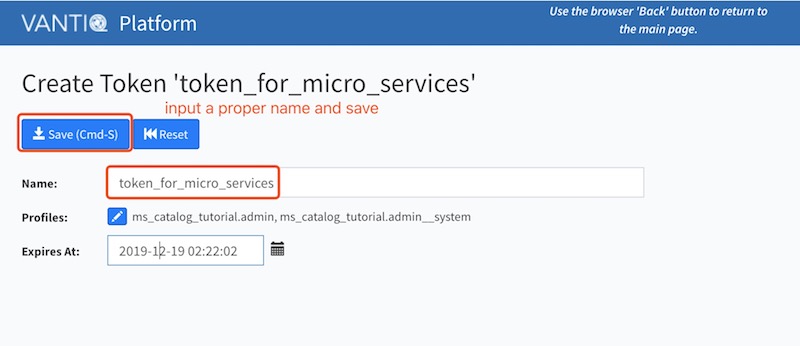 VANTIQ Platform
Use the browser 'Back' button to return to
the main page.
Create Token 'token_for_micro_services'
input a proper name and save
Save (Cmd-S)
Reset
Name:
token_for_micro_services
Profiles:
ms_catalog_tutorial.admin, ms_catalog_tutorial.admin__system
Expires At:
2019-12-19 02:22:02